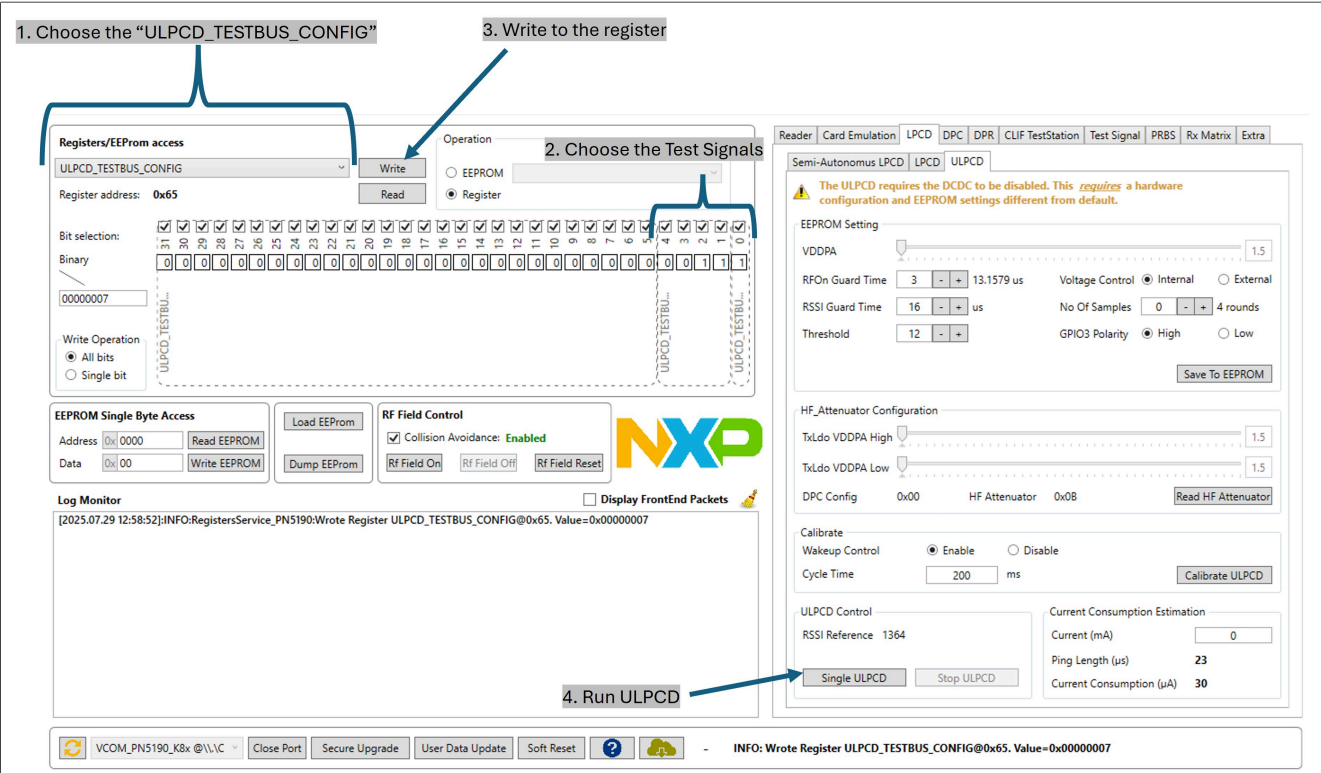 1. Choose the “ULPCD_TESTBUS_CONFIG”
3. Write to the register
2. Choose the Test Signals
Registers/EEProm access
ULPCD_TESTBUS_CONFIG
Write
Register address: 0x65
Read
Operation
EEPROM
Register
Bit selection:
31 30 29 28 27 26 25 24 23 22 21 20 19 18 17 16 15 14 13 12 11 10 9 8 7 6 5 4 3 2 1 0
Binary
0 0 0 0 0 0 0 0 0 0 0 0 0 0 0 0 0 0 0 0 0 0 0 0 0 0 0 0 0 1 1 1
00000007
ULPCD_TESTBU...
ULPCD_TESTBU...
ULPCD_TESTBU...
Write Operation
All bits
Single bit
EEPROM Single Byte Access
Address 0x 0000 Read EEPROM
Data 0x 00 Write EEPROM
Load EEProm
Dump EEProm
RF Field Control
Collision Avoidance: Enabled
Rf Field On Rf Field Off Rf Field Reset
NXP
Log Monitor
Display FrontEnd Packets
[2025.07.29 12:58:52]:INFO:RegistersService_PN5190:Wrote Register ULPCD_TESTBUS_CONFIG@0x65. Value=0x00000007
Reader Card Emulation LPCD DPC DPR CLIF TestStation Test Signal PRBS Rx Matrix Extra
Semi-Autonomus LPCD LPCD ULPCD
The ULPCD requires the DCDC to be disabled. This requires a hardware
configuration and EEPROM settings different from default.
EEPROM Setting
VDDPA 1.5
RFOn Guard Time 3 - + 13.1579 us Voltage Control Internal External
RSSI Guard Time 16 - + us No Of Samples 0 - + 4 rounds
Threshold 12 - + GPIO3 Polarity High Low
Save To EEPROM
HF_Attenuator Configuration
TxLdo VDDPA High 1.5
TxLdo VDDPA Low 1.5
DPC Config 0x00 HF Attenuator 0x0B Read HF Attenuator
Calibrate
Wakeup Control Enable Disable
Cycle Time 200 ms Calibrate ULPCD
ULPCD Control
RSSI Reference 1364
Single ULPCD Stop ULPCD
Current Consumption Estimation
Current (mA) 0
Ping Length (µs) 23
Current Consumption (µA) 30
4. Run ULPCD
VCOM_PN5190_K8x @\\.\C Close Port Secure Upgrade User Data Update Soft Reset ? - INFO: Wrote Register ULPCD_TESTBUS_CONFIG@0x65. Value=0x00000007